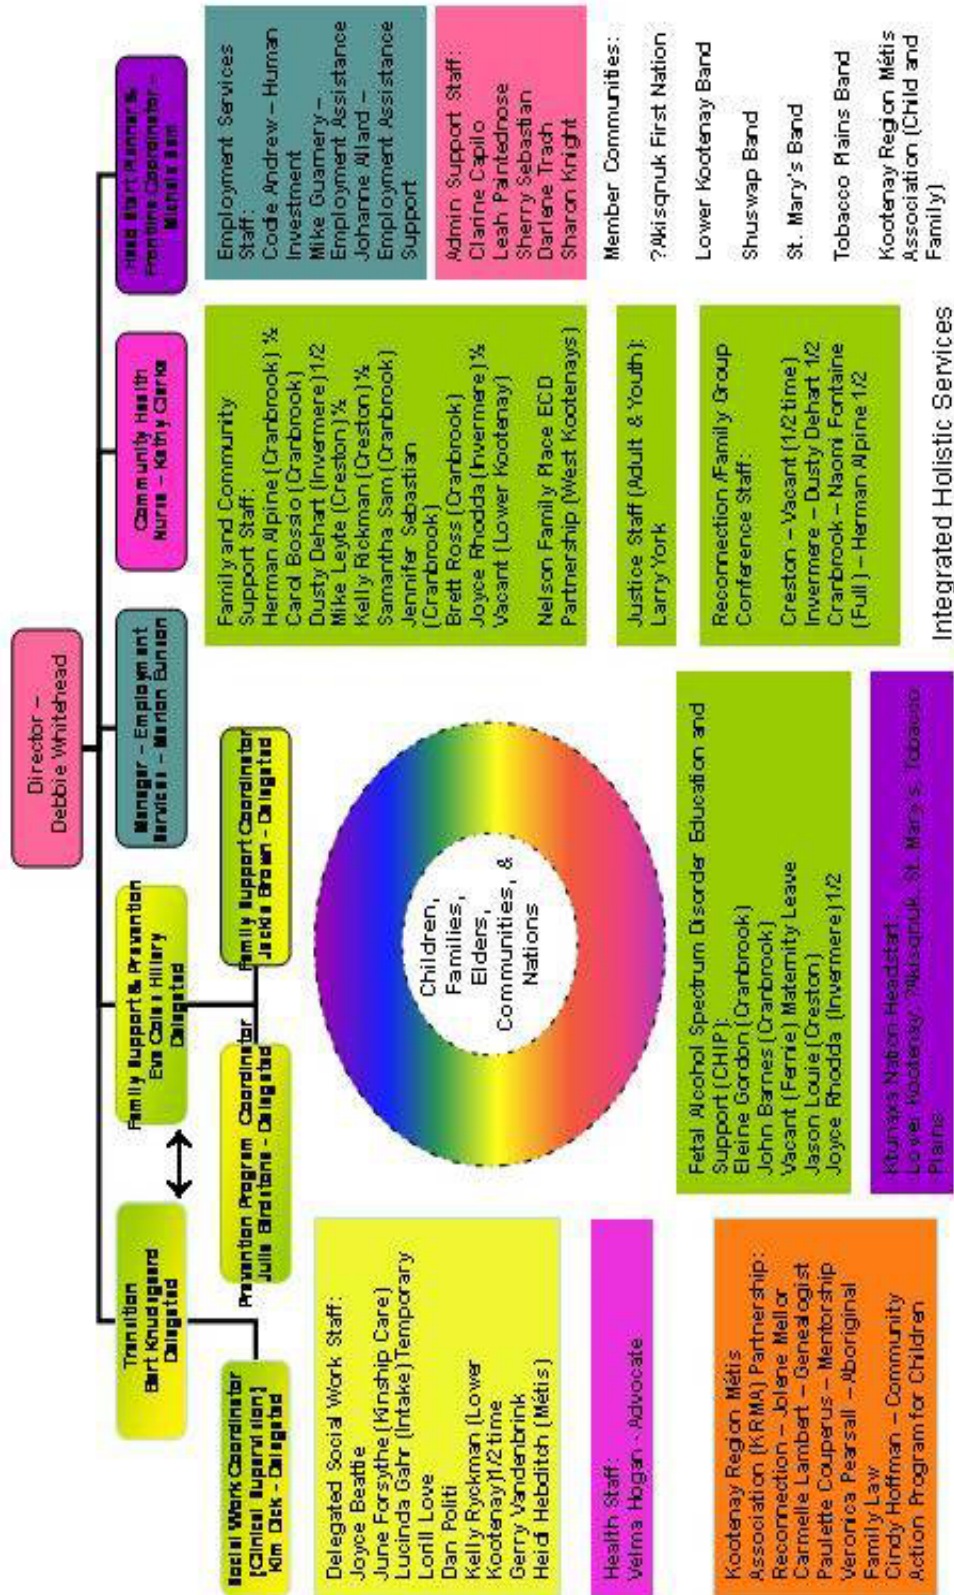 Director –
Debbie Whitehead
Transition
Bart Knudsgaard
Delegated
Family Support & Prevention
Eva Coles Hillary
Delegated
Manager – Employment
Services – Marion Eunson
Community Health
Nurse – Kathy Clarke
Head Start Planner &
Frontline Coordinator –
Michele Sam
Social Work Coordinator
[Clinical Supervision]
Kim Dick – Delegated
Prevention Program Coordinator
Julie Birdstone – Delegated
Family Support Coordinator
Jackie Brown – Delegated
Delegated Social Work Staff:
Joyce Beattie
June Forsythe (Kinship Care)
Lucinda Gahr (Intake) Temporary
Lorill Love
Dan Politi
Kelly Ryckman (Lower
Kootenay)1/2 time
Gerry Vandenbrink
Heidi Hebditch (Métis)
Health Staff:
Velma Hogan - Advocate
Kootenay Region Métis
Association (KRMA) Partnership:
Reconnection – Jolene Mellor
Carmelle Lambert – Genealogist
Paulette Couperus – Mentorship
Veronica Pearsall – Aboriginal
Family Law
Cindy Hoffman – Community
Action Program for Children
Children,
Families,
Elders,
Communities, &
Nations
Fetal Alcohol Spectrum Disorder Education and
Support (CHIP):
Eleine Gordon (Cranbrook)
John Barnes (Cranbrook)
Vacant (Fernie) Maternity Leave
Jason Louie (Creston)
Joyce Rhodda (Invermere) 1/2
Ktunaxa Nation Headstart:
Lower Kootenay, ?Akisqnuk, St. Mary's, Tobacco
Plains
Family and Community
Support Staff:
Herman Alpine (Cranbrook) ½
Carol Bossio (Cranbrook)
Dusty Dehart (Invermere) 1/2
Mike Leyte (Creston) ½
Kelly Rickman (Creston) ½
Samantha Sam (Cranbrook)
Jennifer Sebastian
(Cranbrook)
Brett Ross (Cranbrook)
Joyce Rhodda (Invermere) ½
Vacant (Lower Kootenay)
Nelson Family Place ECD
Partnership (West Kootenays)
Justice Staff (Adult & Youth):
Larry York
Reconnection /Family Group
Conference Staff:
Creston – Vacant (1/2 time)
Invermere – Dusty Dehart 1/2
Cranbrook – Naomi Fontaine
(Full) – Herman Alpine 1/2
Integrated Holistic Services
Employment Services
Staff:
Codie Andrew – Human
Investment
Mike Guarnery –
Employment Assistance
Johanne Allard –
Employment Assistance
Support
Admin Support Staff:
Clarine Capilo
Leah Paintednose
Sherry Sebastian
Darlene Trach
Sharon Knight
Member Communities:
?Akisqnuk First Nation
Lower Kootenay Band
Shuswap Band
St. Mary's Band
Tobacco Plains Band
Kootenay Region Métis
Association (Child and
Family)